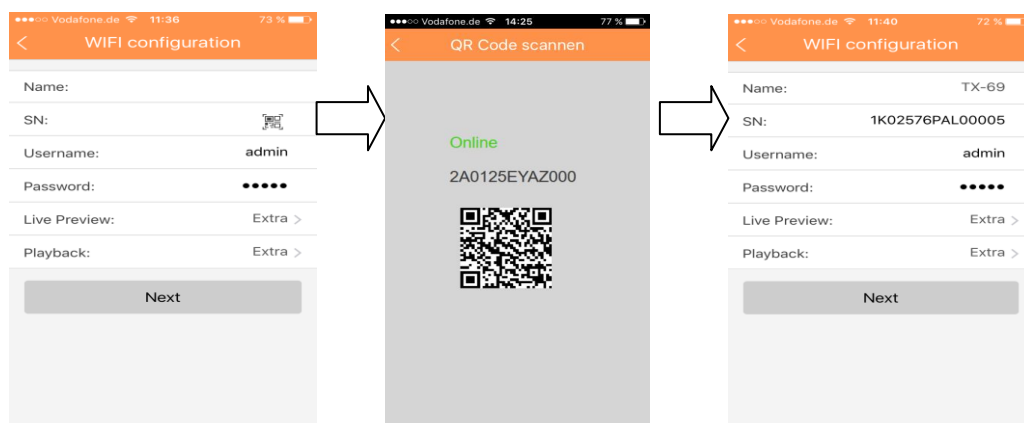 ●●●○○ Vodafone.de 11:36 73 %
WIFI configuration
Name:
SN:
Username: admin
Password: ●●●●●
Live Preview: Extra >
Playback: Extra >
Next
●●●○○ Vodafone.de 14:25 77 %
QR Code scannen
Online
2A0125EYAZ000
●●●○○ Vodafone.de 11:40 72 %
WIFI configuration
Name: TX-69
SN: 1K02576PAL00005
Username: admin
Password: ●●●●●
Live Preview: Extra >
Playback: Extra >
Next